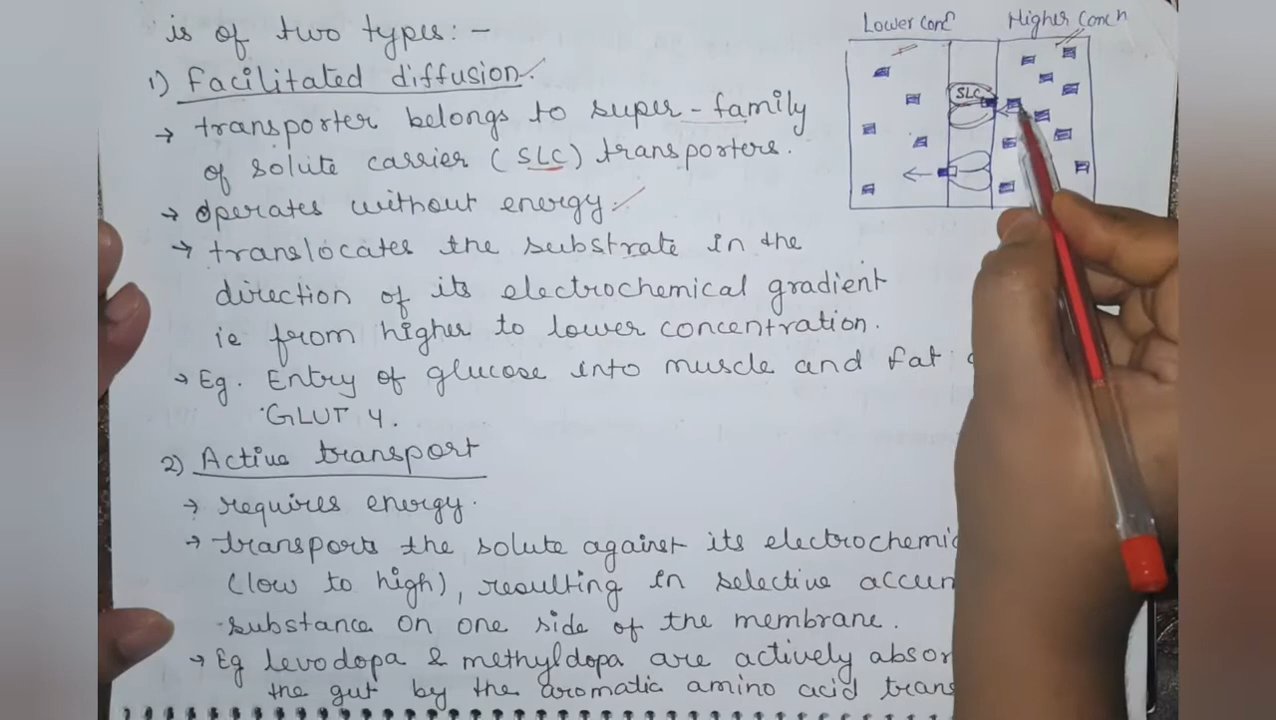 is of two types:-
Lower concn
Higher concn
1) Facilitated diffusion
→ transporter belongs to super-family
of solute carrier (SLC) transporters.
SLC
→ operates without energy.
→ translocates the substrate in the
direction of its electrochemical gradient
ie from higher to lower concentration.
→ Eg. Entry of glucose into muscle and fat
GLUT 4.
2) Active transport
→ requires energy.
→ transports the solute against its
(low to high), resulting in selective
substance on one side of the membrane.
→ Eg levodopa & methyldopa are actively
the gut by the aromatic amino acid